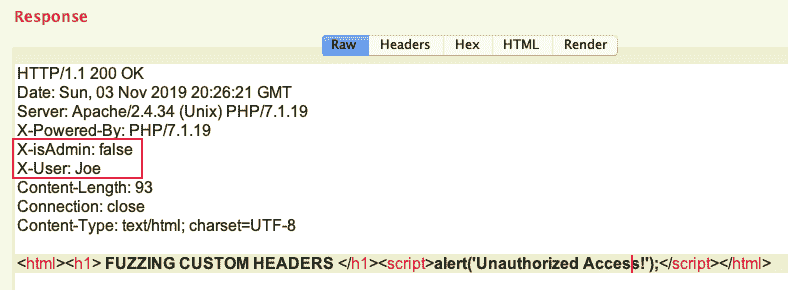 Response
Raw Headers Hex HTML Render
HTTP/1.1 200 OK
Date: Sun, 03 Nov 2019 20:26:21 GMT
Server: Apache/2.4.34 (Unix) PHP/7.1.19
X-Powered-By: PHP/7.1.19
X-isAdmin: false
X-User: Joe
Content-Length: 93
Connection: close
Content-Type: text/html; charset=UTF-8
<html><h1> FUZZING CUSTOM HEADERS </h1><script>alert('Unauthorized Access!');</script></html>